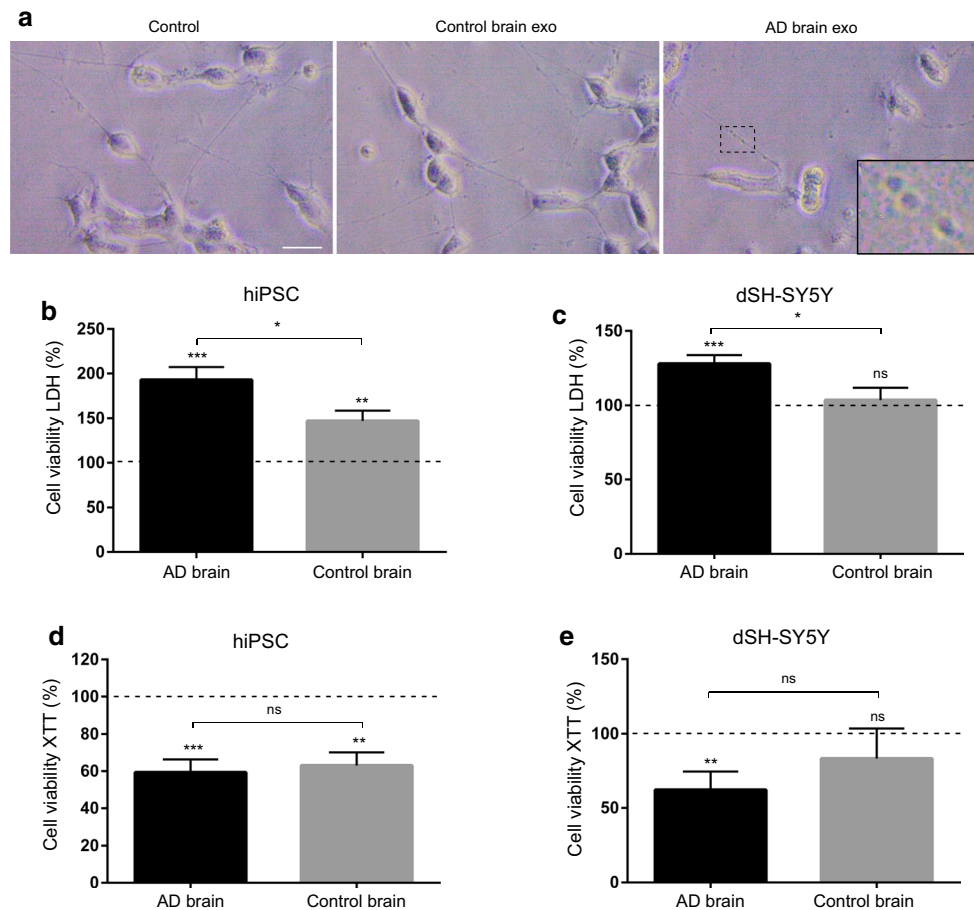 a
Control
Control brain exo
AD brain exo
b
hiPSC
Cell viability LDH (%)
250
200
150
100
50
0
*
***
**
AD brain
Control brain
c
dSH-SY5Y
Cell viability LDH (%)
150
100
50
0
*
***
ns
AD brain
Control brain
d
hiPSC
Cell viability XTT (%)
120
100
80
60
40
20
0
ns
***
**
AD brain
Control brain
e
dSH-SY5Y
Cell viability XTT (%)
150
100
50
0
ns
**
ns
AD brain
Control brain